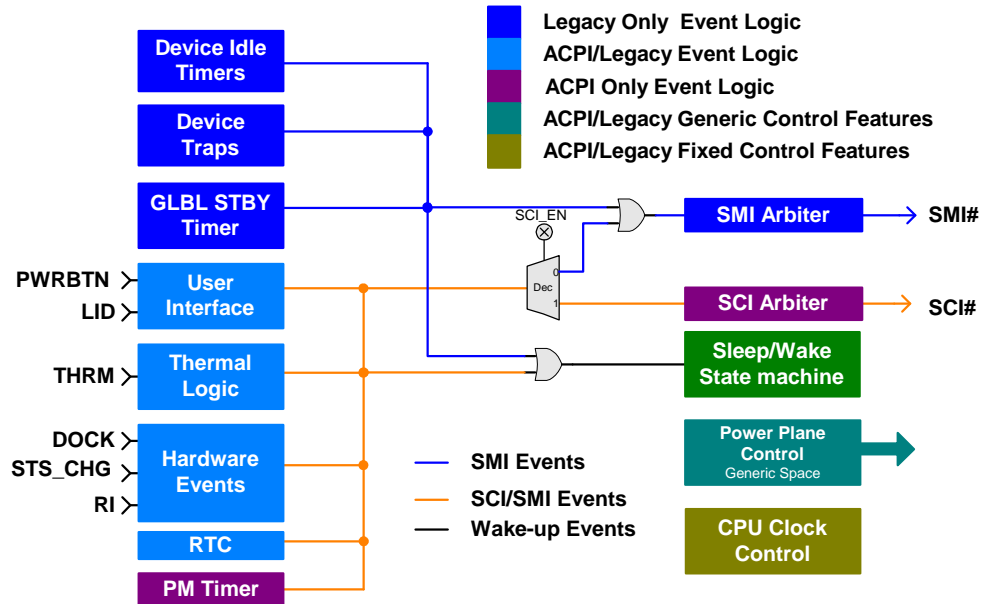 Legacy Only Event Logic
ACPI/Legacy Event Logic
ACPI Only Event Logic
ACPI/Legacy Generic Control Features
ACPI/Legacy Fixed Control Features
Device Idle
Timers
Device
Traps
GLBL STBY
Timer
PWRBTN
LID
User
Interface
THRM
Thermal
Logic
DOCK
STS_CHG
RI
Hardware
Events
RTC
PM Timer
SCI_EN
Dec
0
1
SMI Arbiter
SMI#
SCI Arbiter
SCI#
Sleep/Wake
State machine
Power Plane
Control
Generic Space
CPU Clock
Control
SMI Events
SCI/SMI Events
Wake-up Events